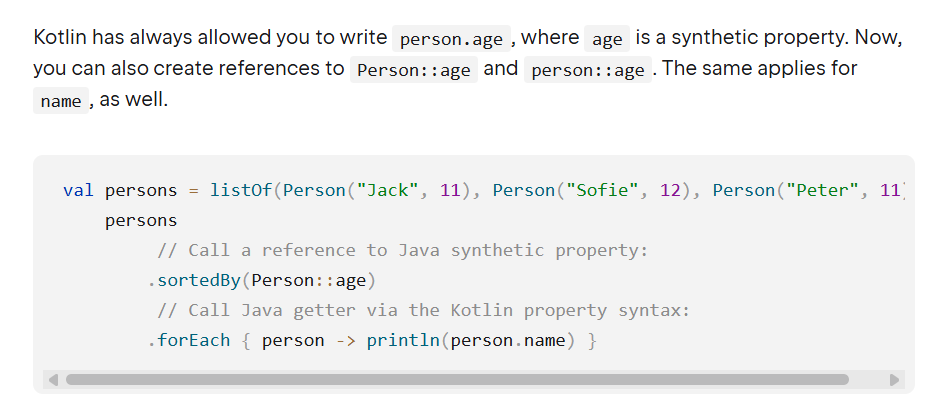 Kotlin has always allowed you to write person.age , where age is a synthetic property. Now,
you can also create references to Person::age and person::age . The same applies for
name , as well.
val persons = listOf(Person("Jack", 11), Person("Sofie", 12), Person("Peter", 11)
    persons
         // Call a reference to Java synthetic property:
        .sortedBy(Person::age)
         // Call Java getter via the Kotlin property syntax:
        .forEach { person -> println(person.name) }